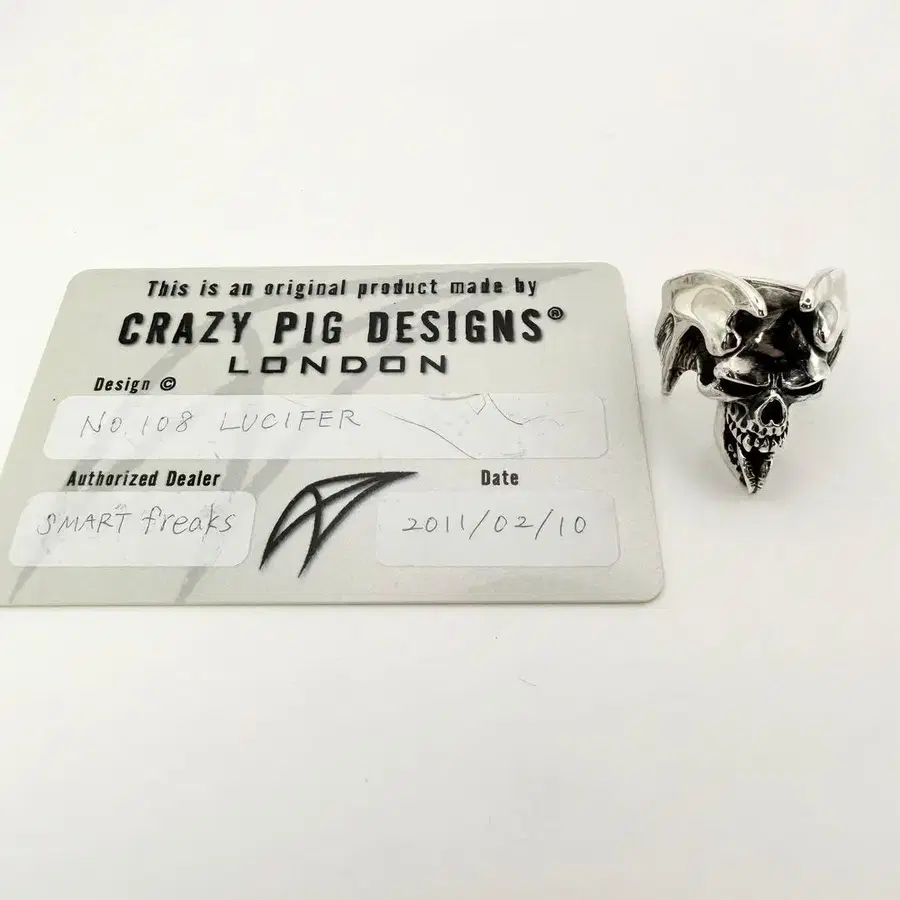 This is an original product made by
CRAZY PIG DESIGNS®
LONDON
Design ©
NO.108 LUCIFER
Authorized Dealer
Date
SMART freaks
2011/02/10